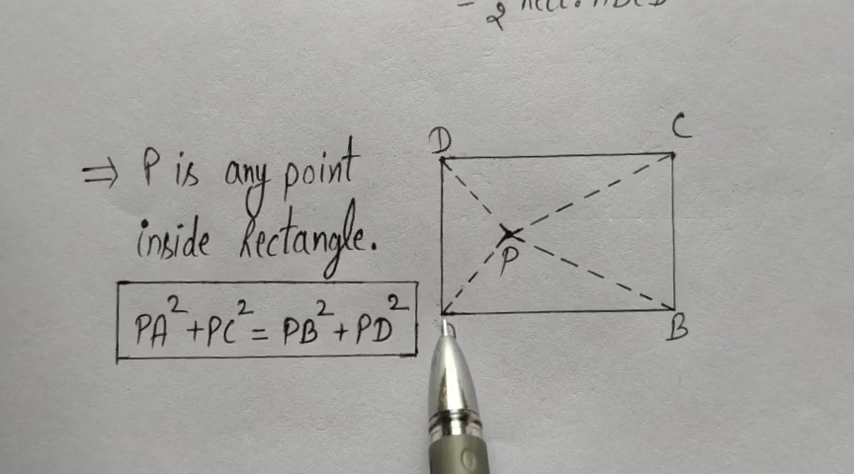 D
C
⇒ P is any point
inside Rectangle.
P
PA²+PC² = PB²+PD²
B